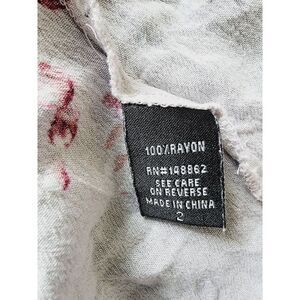 100% RAYON
RN#148862
SEE CARE
ON REVERSE
MADE IN CHINA
2